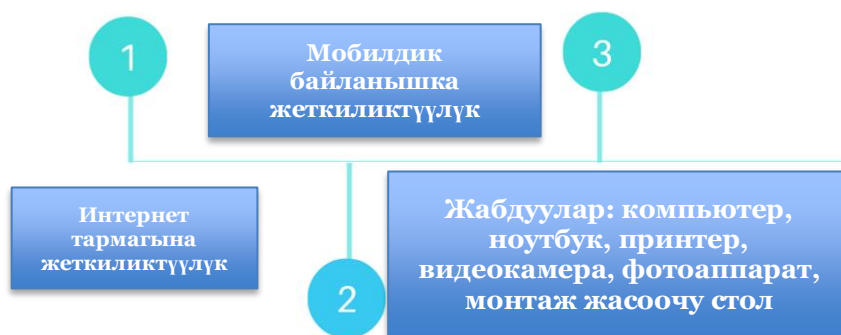 1
Интернет
тармагына
жеткиликтүүлүк
Мобилдик
байланышка
жеткиликтүүлүк
2
3
Жабдуулар: компьютер,
ноутбук, принтер,
видеокамера, фотоаппарат,
монтаж жасоочу стол